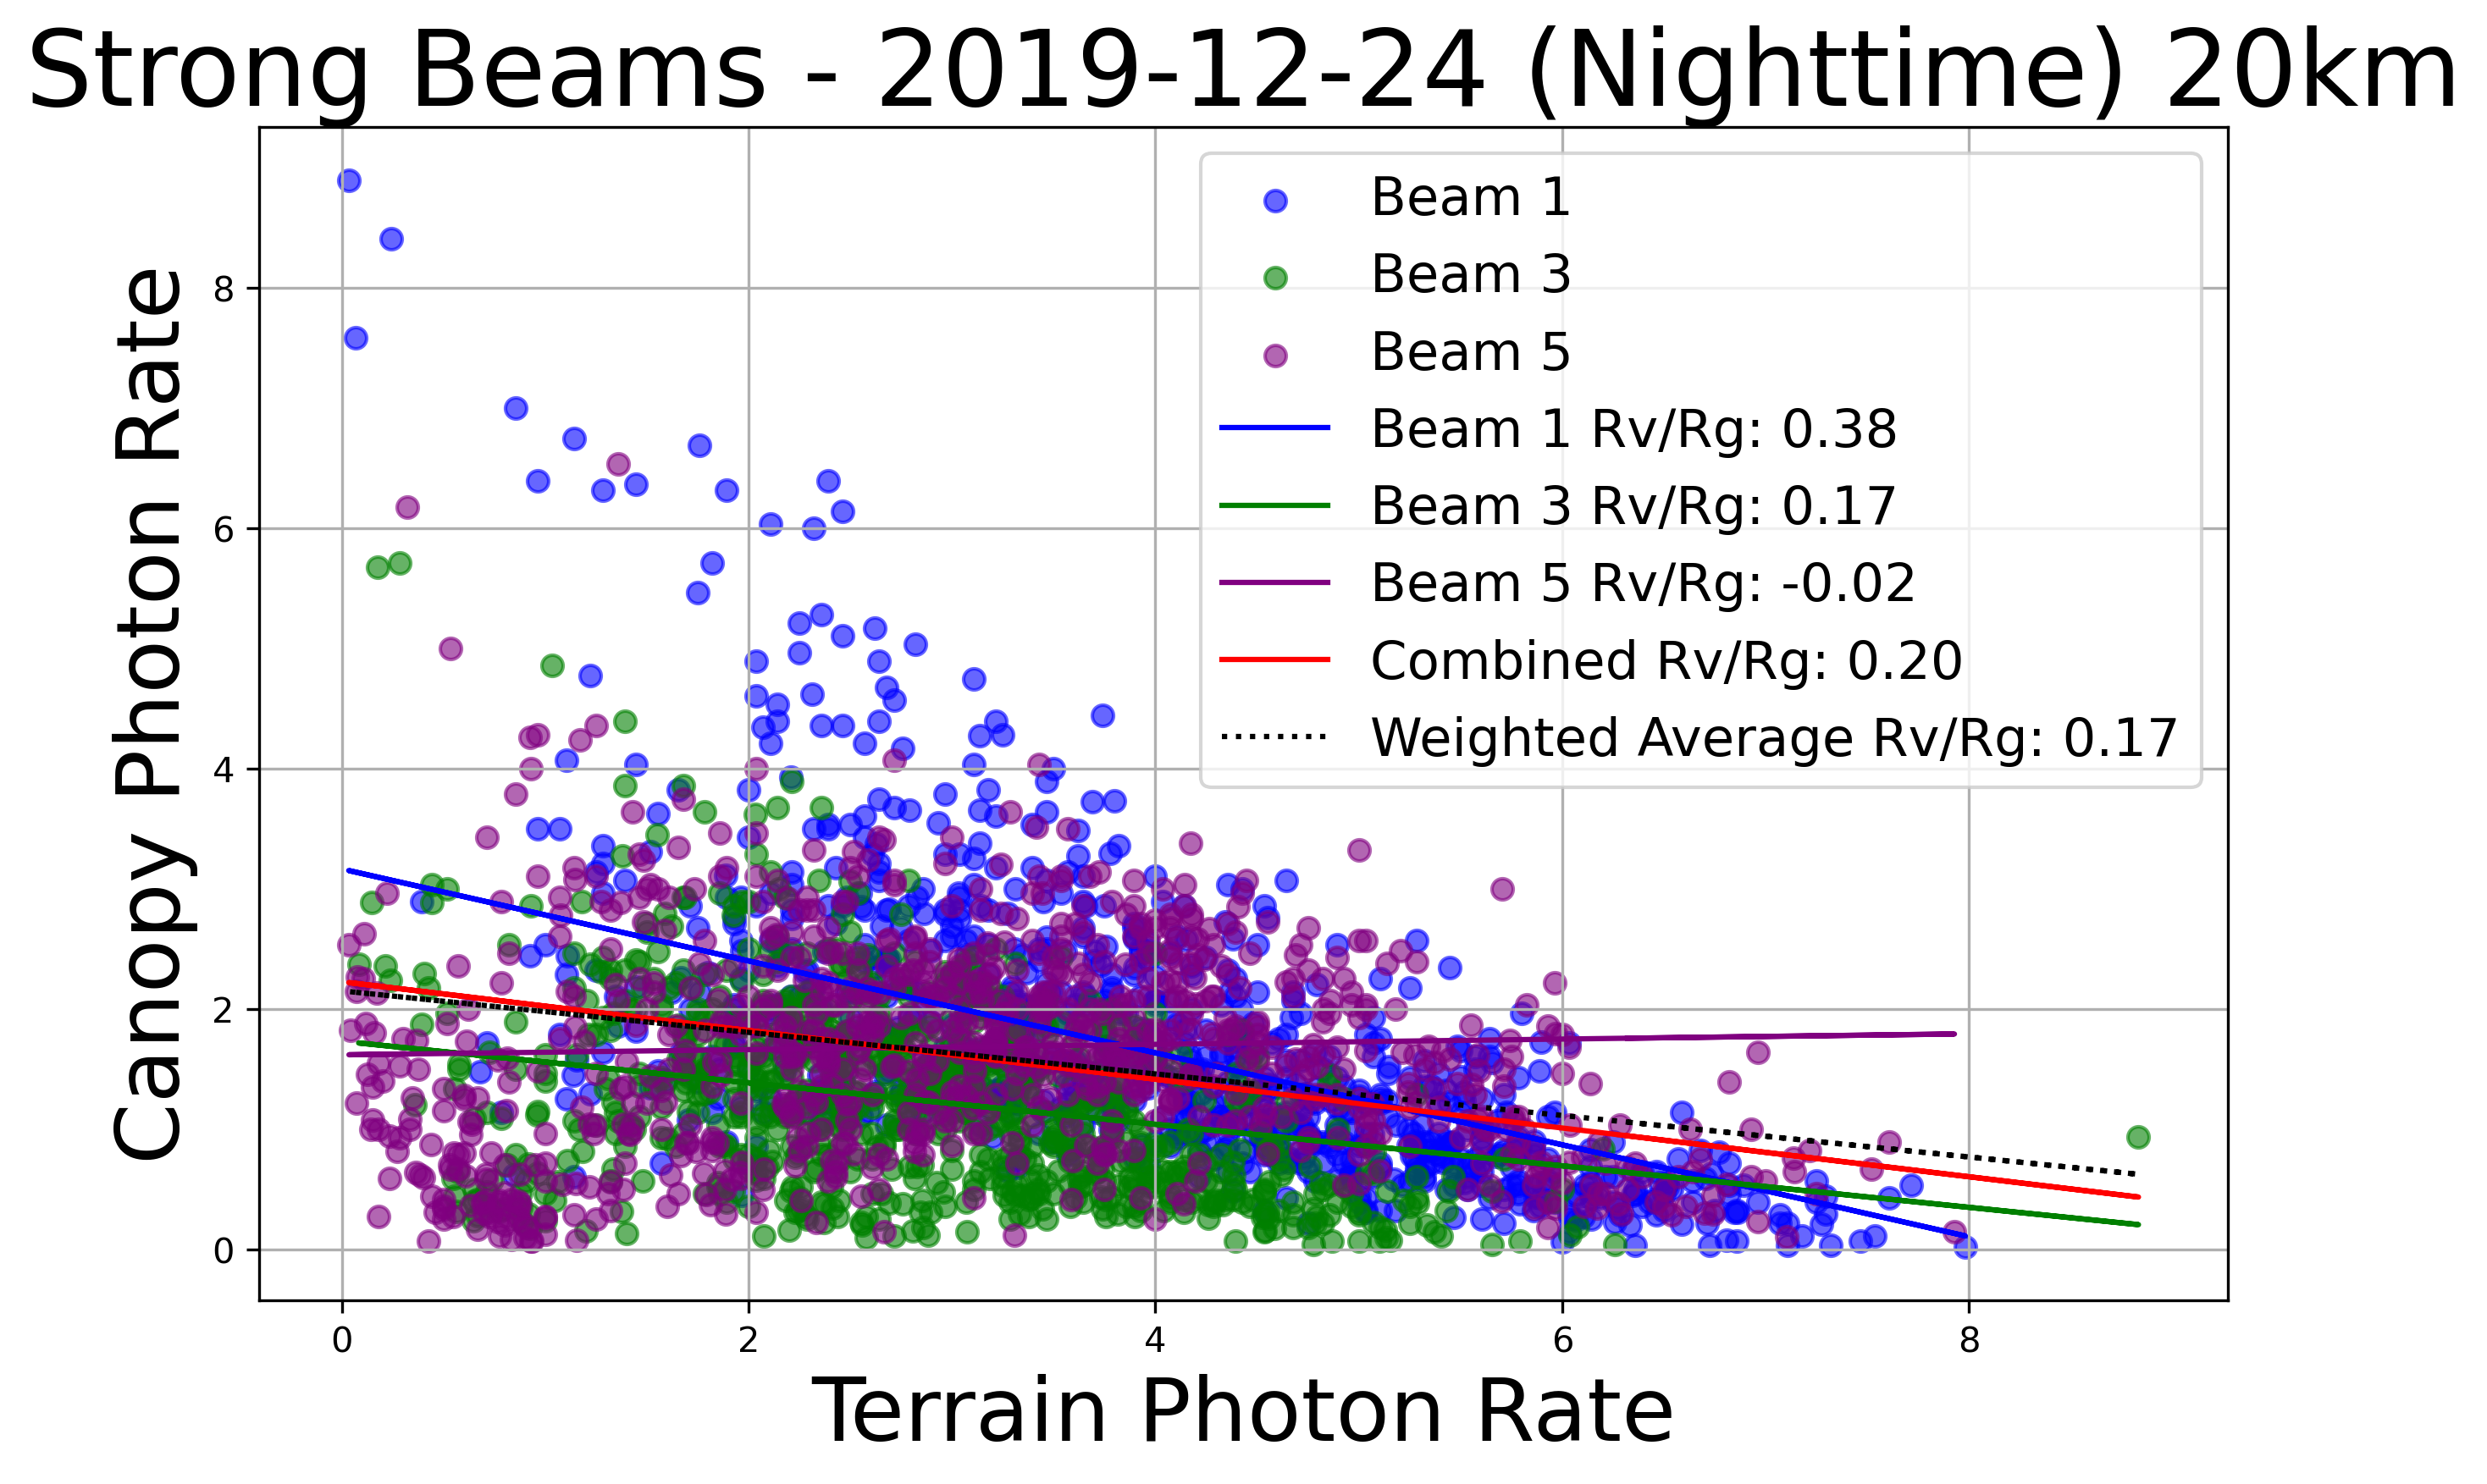 Strong Beams - 2019-12-24 (Nighttime) 20km
Beam 1
Beam 3
Beam 5
Beam 1 Rv/Rg: 0.38
Beam 3 Rv/Rg: 0.17
Beam 5 Rv/Rg: -0.02
Combined Rv/Rg: 0.20
Weighted Average Rv/Rg: 0.17
Canopy Photon Rate
8
6
4
2
0
0 2 4 6 8
Terrain Photon Rate